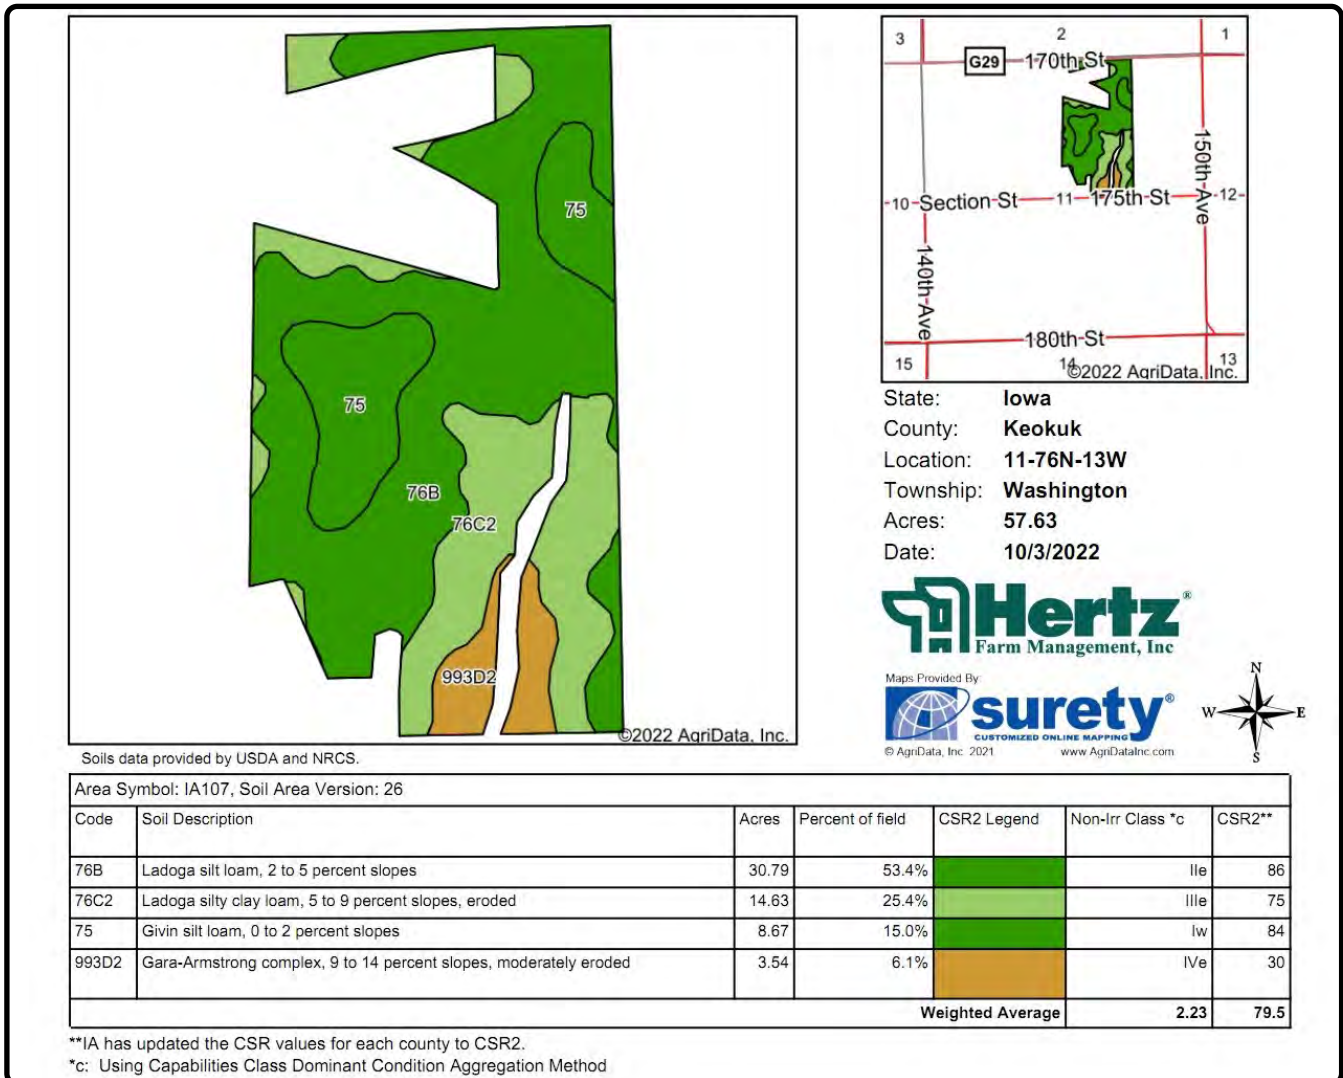 75
75
76B
76C2
993D2
©2022 AgriData, Inc.
Soils data provided by USDA and NRCS.
3
2
1
G29
170th-St
150th-Ave
10
Section-St
11
175th-St
12
140th-Ave
180th-St
15
14
13
©2022 AgriData, Inc.
State: Iowa
County: Keokuk
Location: 11-76N-13W
Township: Washington
Acres: 57.63
Date: 10/3/2022
Hertz®
Farm Management, Inc
Maps Provided By:
surety®
CUSTOMIZED ONLINE MAPPING
© AgriData, Inc. 2021 www.AgriDataInc.com
N
W E
S
Area Symbol: IA107, Soil Area Version: 26
Code Soil Description Acres Percent of field CSR2 Legend Non-Irr Class *c CSR2**
76B Ladoga silt loam, 2 to 5 percent slopes 30.79 53.4% IIe 86
76C2 Ladoga silty clay loam, 5 to 9 percent slopes, eroded 14.63 25.4% IIIe 75
75 Givin silt loam, 0 to 2 percent slopes 8.67 15.0% Iw 84
993D2 Gara-Armstrong complex, 9 to 14 percent slopes, moderately eroded 3.54 6.1% IVe 30
Weighted Average 2.23 79.5
**IA has updated the CSR values for each county to CSR2.
*c: Using Capabilities Class Dominant Condition Aggregation Method